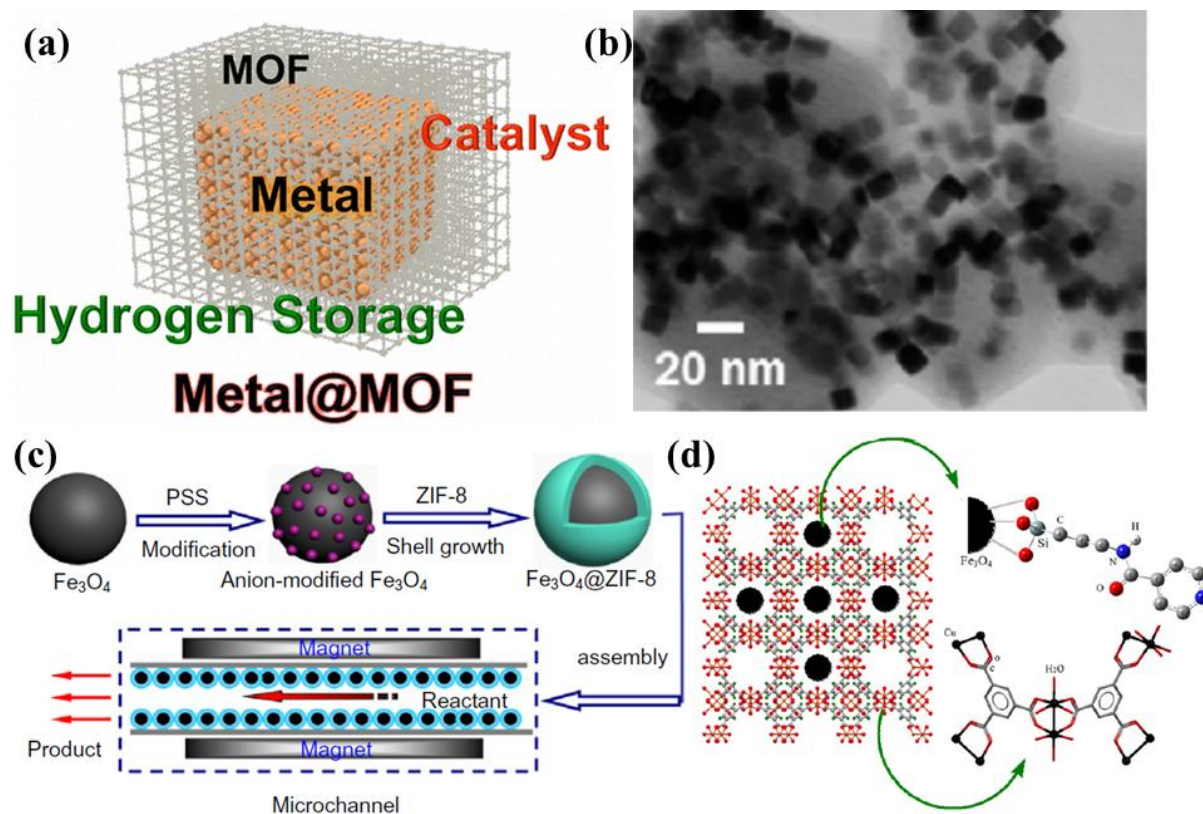 (a)
MOF
Catalyst
Metal
Hydrogen Storage
Metal@MOF
(b)
20 nm
(c)
PSS
ZIF-8
Modification
Shell growth
Fe₃O₄
Anion-modified Fe₃O₄
Fe₃O₄@ZIF-8
Magnet
assembly
Reactant
Product
Magnet
Microchannel
(d)
C
H
Si
N
Fe₃O₄
O
Cu
O
C
H₂O